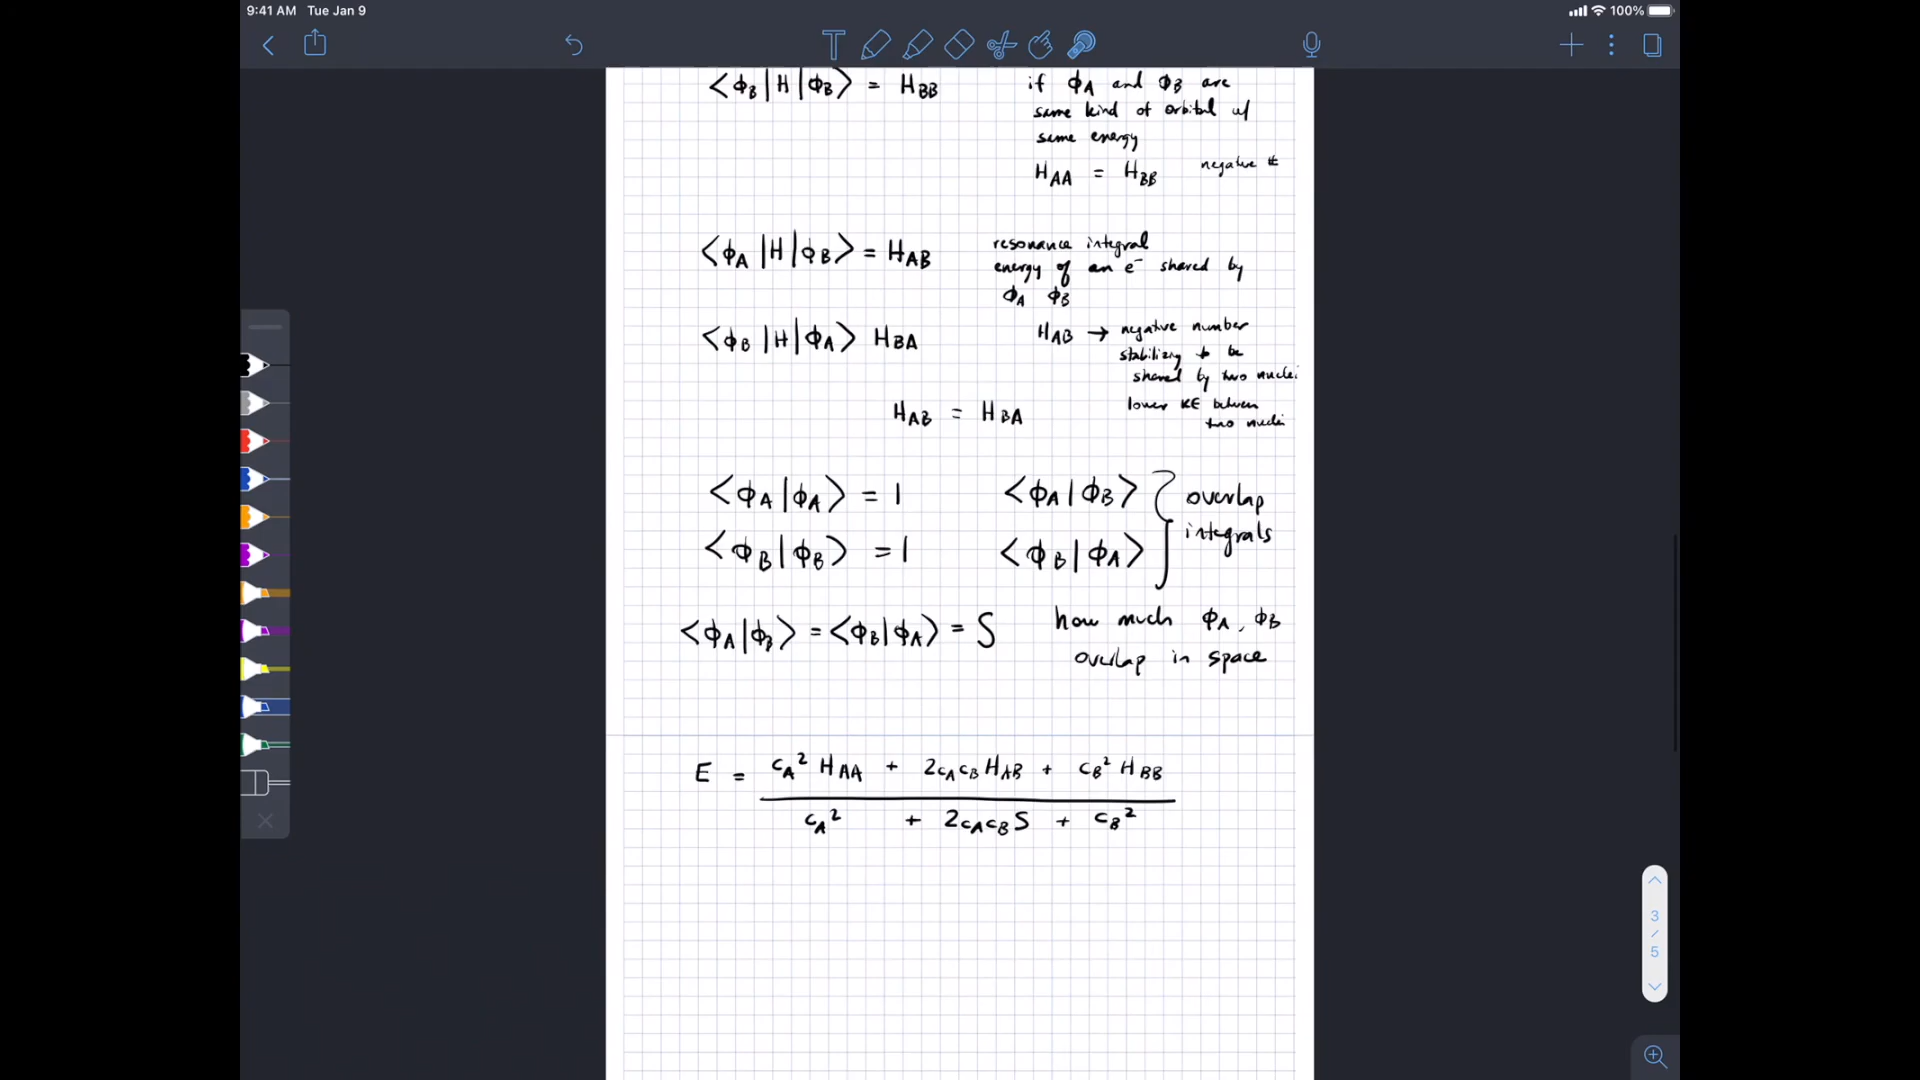 9:41 AM Tue Jan 9
100%
<ϕB|H|ϕB> = HBB
if ϕA and ϕB are
same kind of orbital w/
same energy
HAA = HBB negative #
<ϕA|H|ϕB> = HAB
resonance integral
energy of an e⁻ shared by
ϕA ϕB
<ϕB|H|ϕA> HBA
HAB → negative number
stabilizing to be
shared by two nuclei
lower KE between
two nuclei
HAB = HBA
<ϕA|ϕA> = 1
<ϕB|ϕB> = 1
<ϕA|ϕB>
<ϕB|ϕA>
overlap
integrals
<ϕA|ϕB> = <ϕB|ϕA> = S
how much ϕA, ϕB
overlap in space
E = cA² HAA + 2cAcBHAB + cB² HBB
cA² + 2cAcBS + cB²
3
/
5